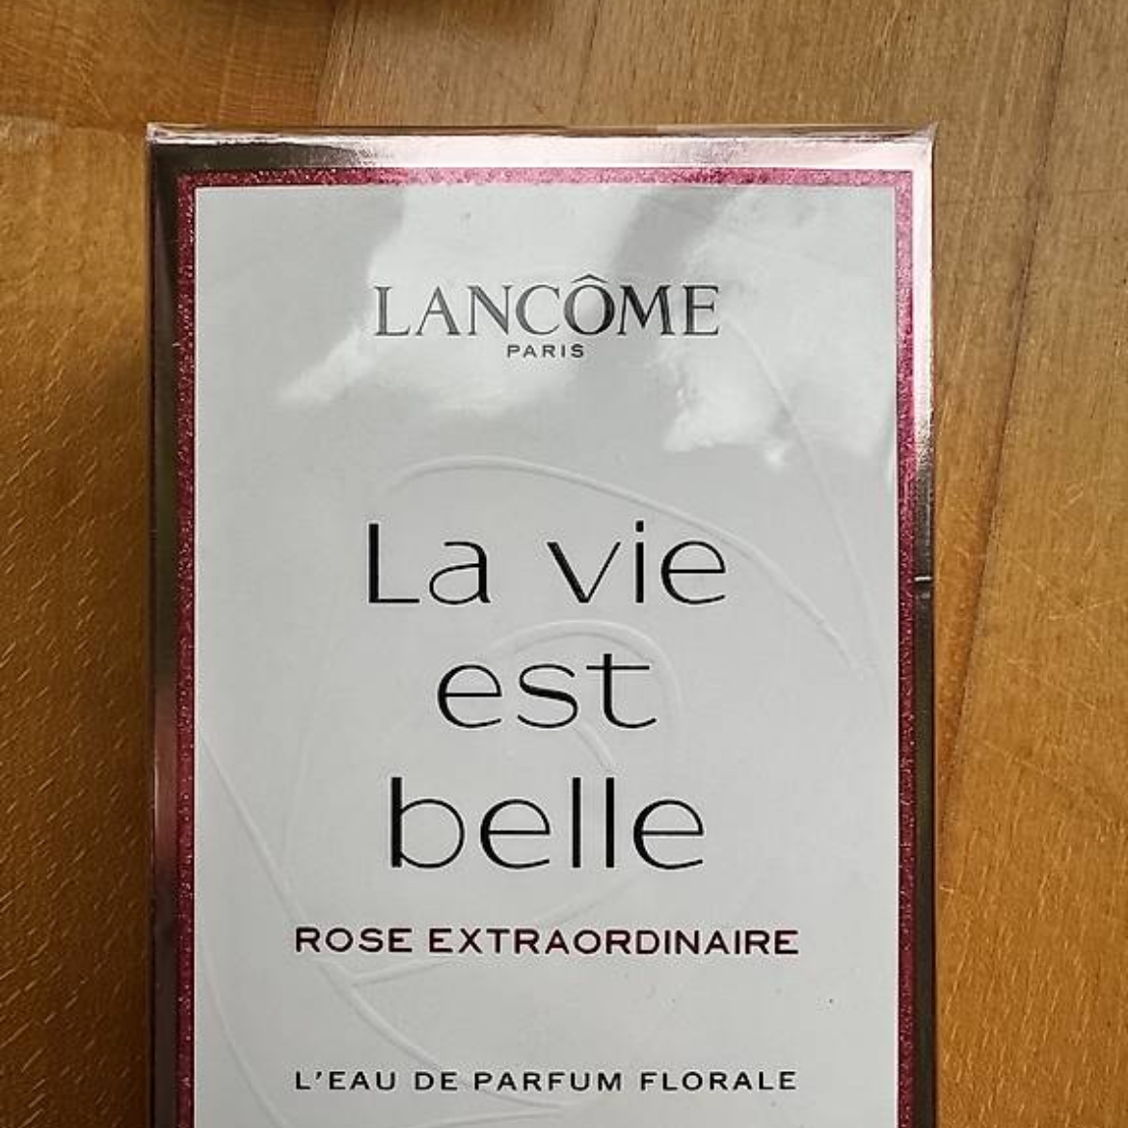 LANCÔME
PARIS
La vie
est
belle
ROSE EXTRAORDINAIRE
L'EAU DE PARFUM FLORALE